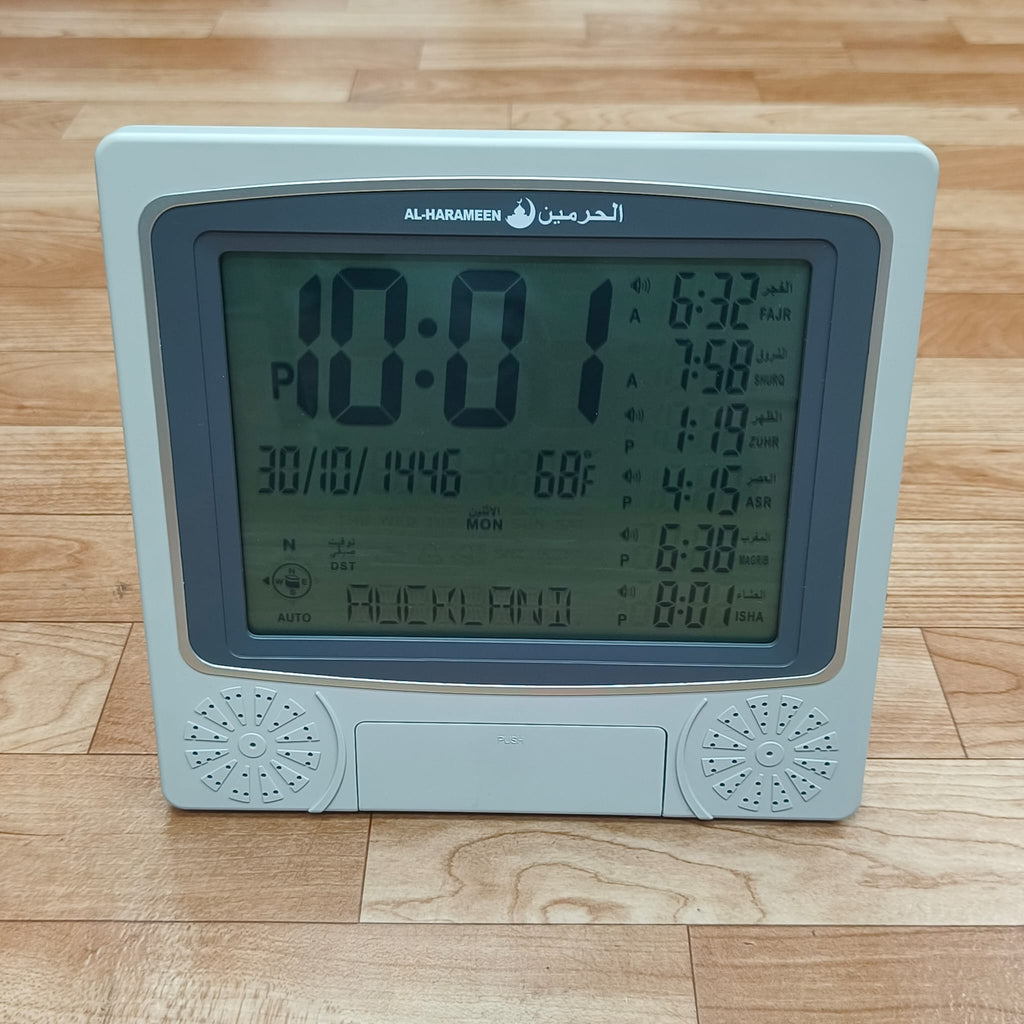 AL-HARAMEEN الحرمين
P 10:01
30/10/1446 68F
الاثنين
MON
N
توقيت صيفي
DST
N
W E
S
AUTO
AUCKLAND
A 6:32 الفجر FAJR
A 7:58 الشروق SHURQ
P 1:19 الظهر ZUHR
P 4:15 العصر ASR
P 6:38 المغرب MAGRIB
P 8:01 العشاء ISHA
PUSH